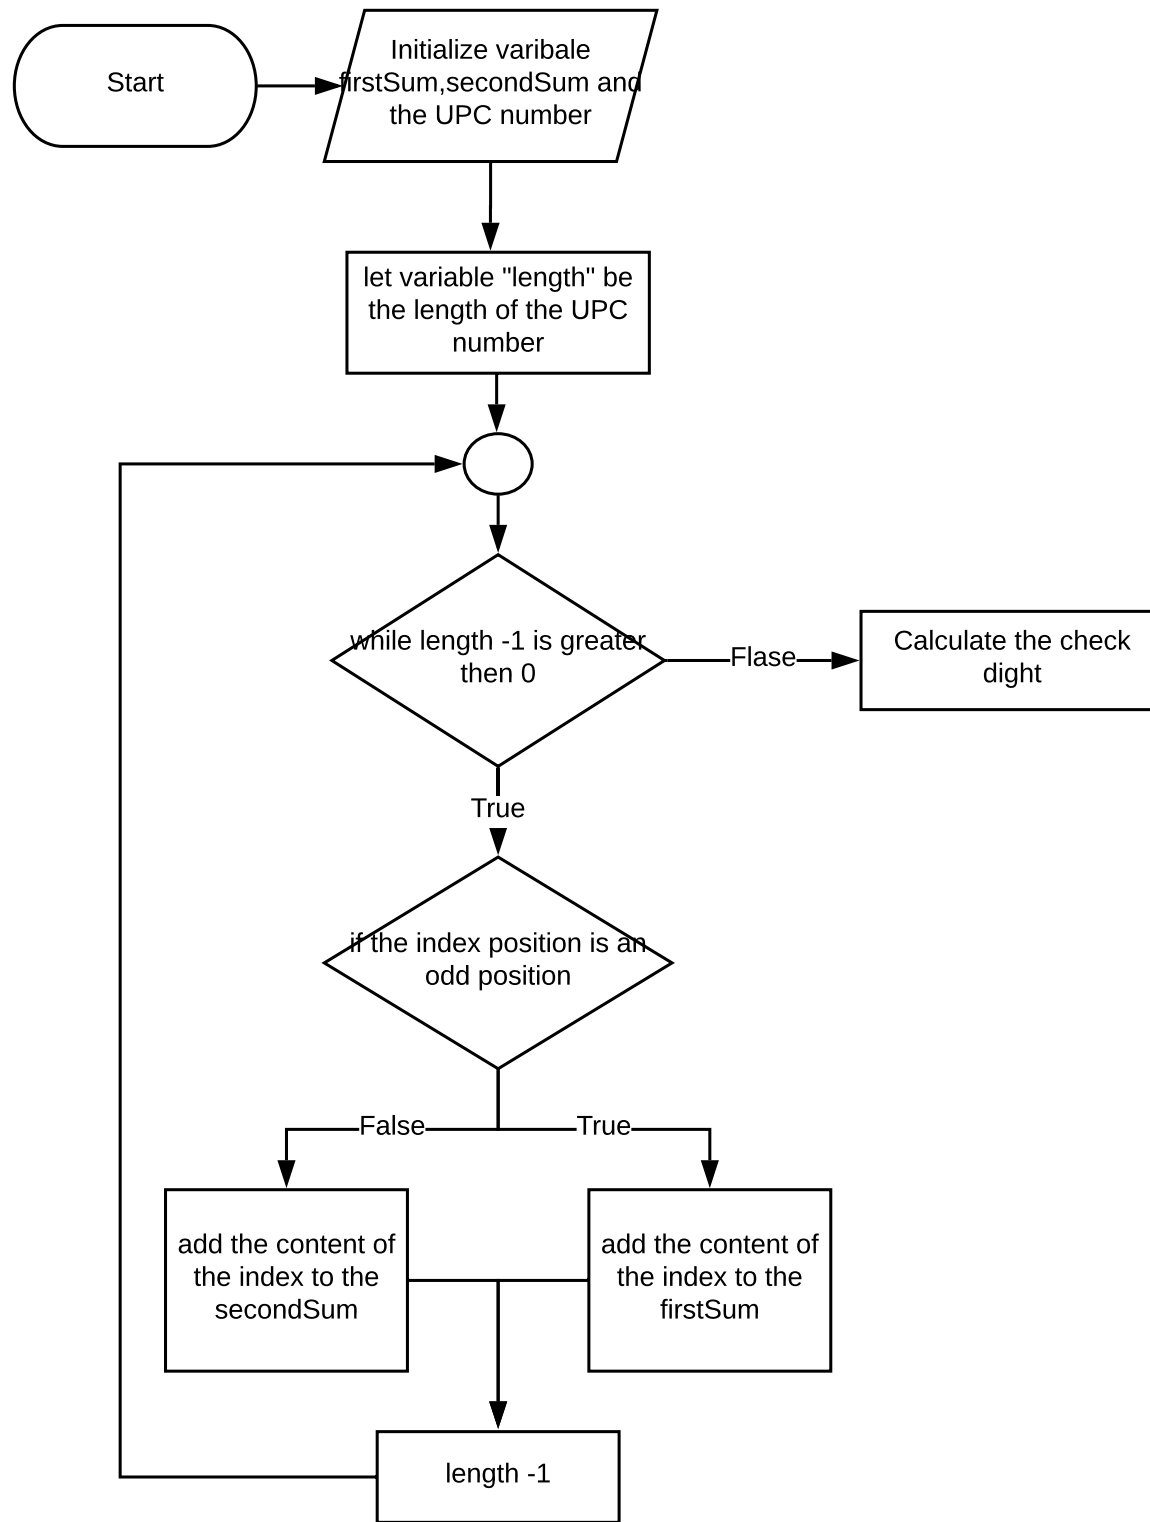 Start
Initialize varibale
firstSum,secondSum and
the UPC number
let variable "length" be
the length of the UPC
number
while length -1 is greater
then 0
Flase
Calculate the check
dight
True
if the index position is an
odd position
False
True
add the content of
the index to the
secondSum
add the content of
the index to the
firstSum
length -1